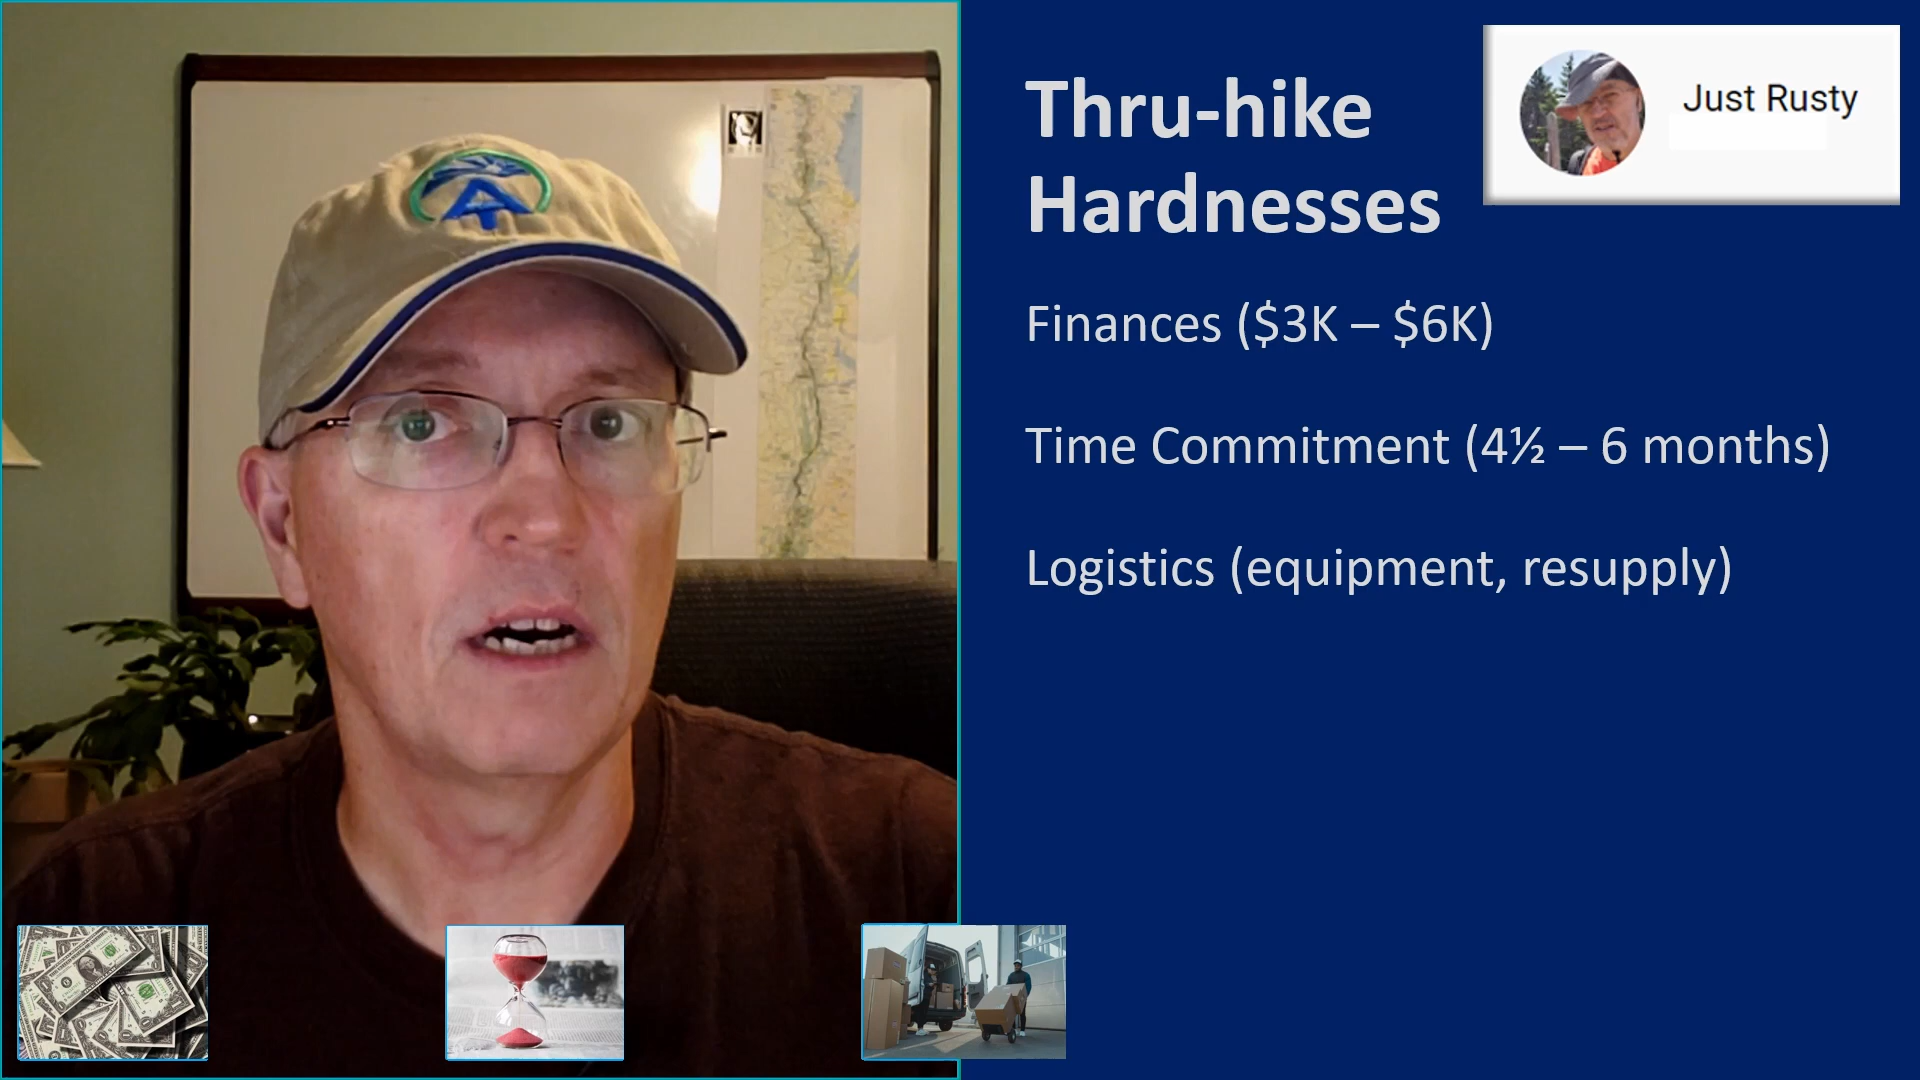 Thru-hike
Hardnesses
Just Rusty
Finances ($3K – $6K)
Time Commitment (4½ – 6 months)
Logistics (equipment, resupply)